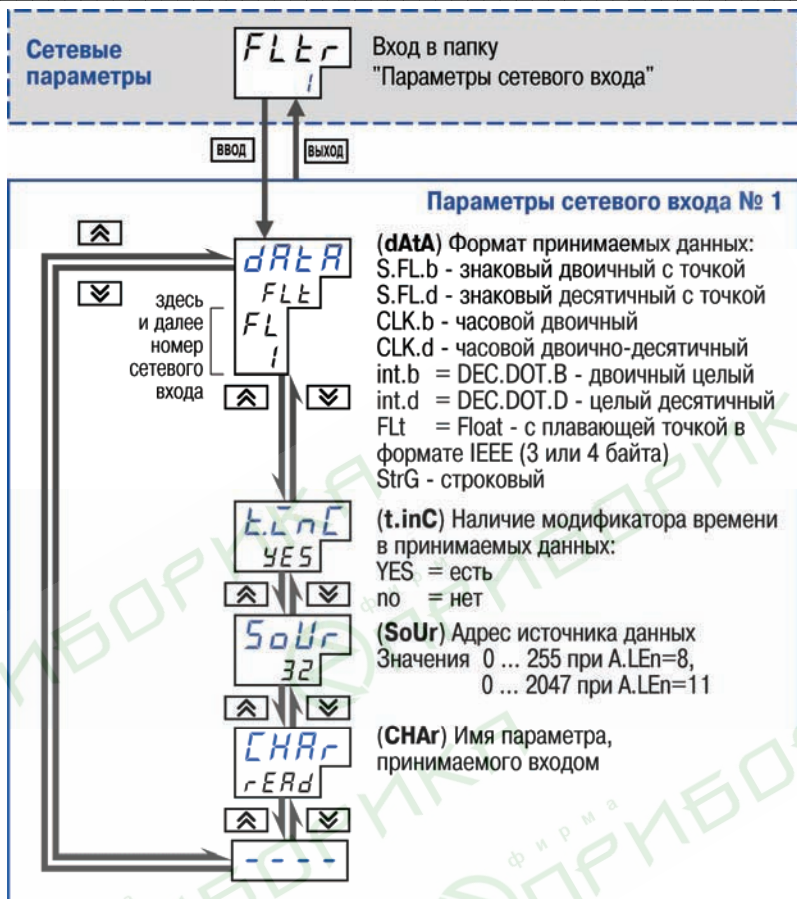 Сетевые
параметры
FLtr
1
Вход в папку
"Параметры сетевого входа"
ВВОД
ВЫХОД
Параметры сетевого входа № 1
dAtA
FLt
FL
1
здесь
и далее
номер
сетевого
входа
(dAtA) Формат принимаемых данных:
S.FL.b - знаковый двоичный с точкой
S.FL.d - знаковый десятичный с точкой
CLK.b - часовой двоичный
CLK.d - часовой двоично-десятичный
int.b = DEC.DOT.B - двоичный целый
int.d = DEC.DOT.D - целый десятичный
FLt = Float - с плавающей точкой в
формате IEEE (3 или 4 байта)
StrG - строковый
t.inC
YES
(t.inC) Наличие модификатора времени
в принимаемых данных:
YES = есть
no = нет
SoUr
32
(SoUr) Адрес источника данных
Значения 0 ... 255 при A.LEn=8,
0 ... 2047 при A.LEn=11
CHAr
rEAd
(CHAr) Имя параметра,
принимаемого входом
- - - -
фирма
ПРИБОРИКА
фирма